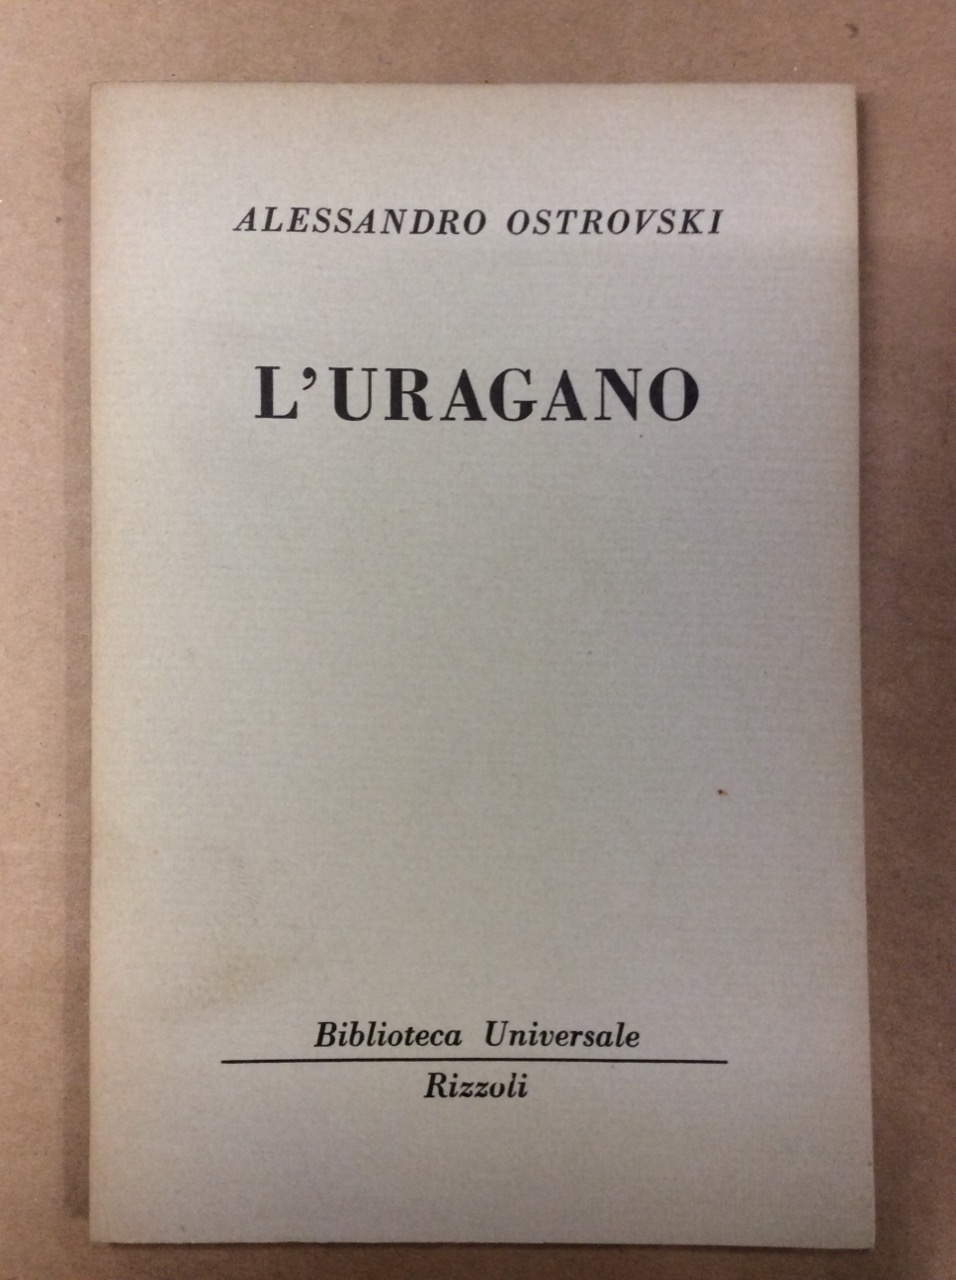 ALESSANDRO OSTROVSKI
L'URAGANO
Biblioteca Universale
Rizzoli